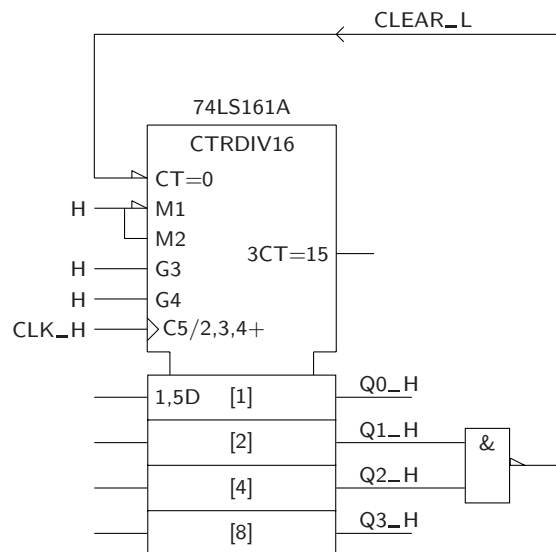 CLEAR_L
74LS161A
CTRDIV16
CT=0
H M1
M2
3CT=15
H G3
H G4
CLK_H C5/2,3,4+
1,5D [1] Q0_H
[2] Q1_H
&
[4] Q2_H
[8] Q3_H